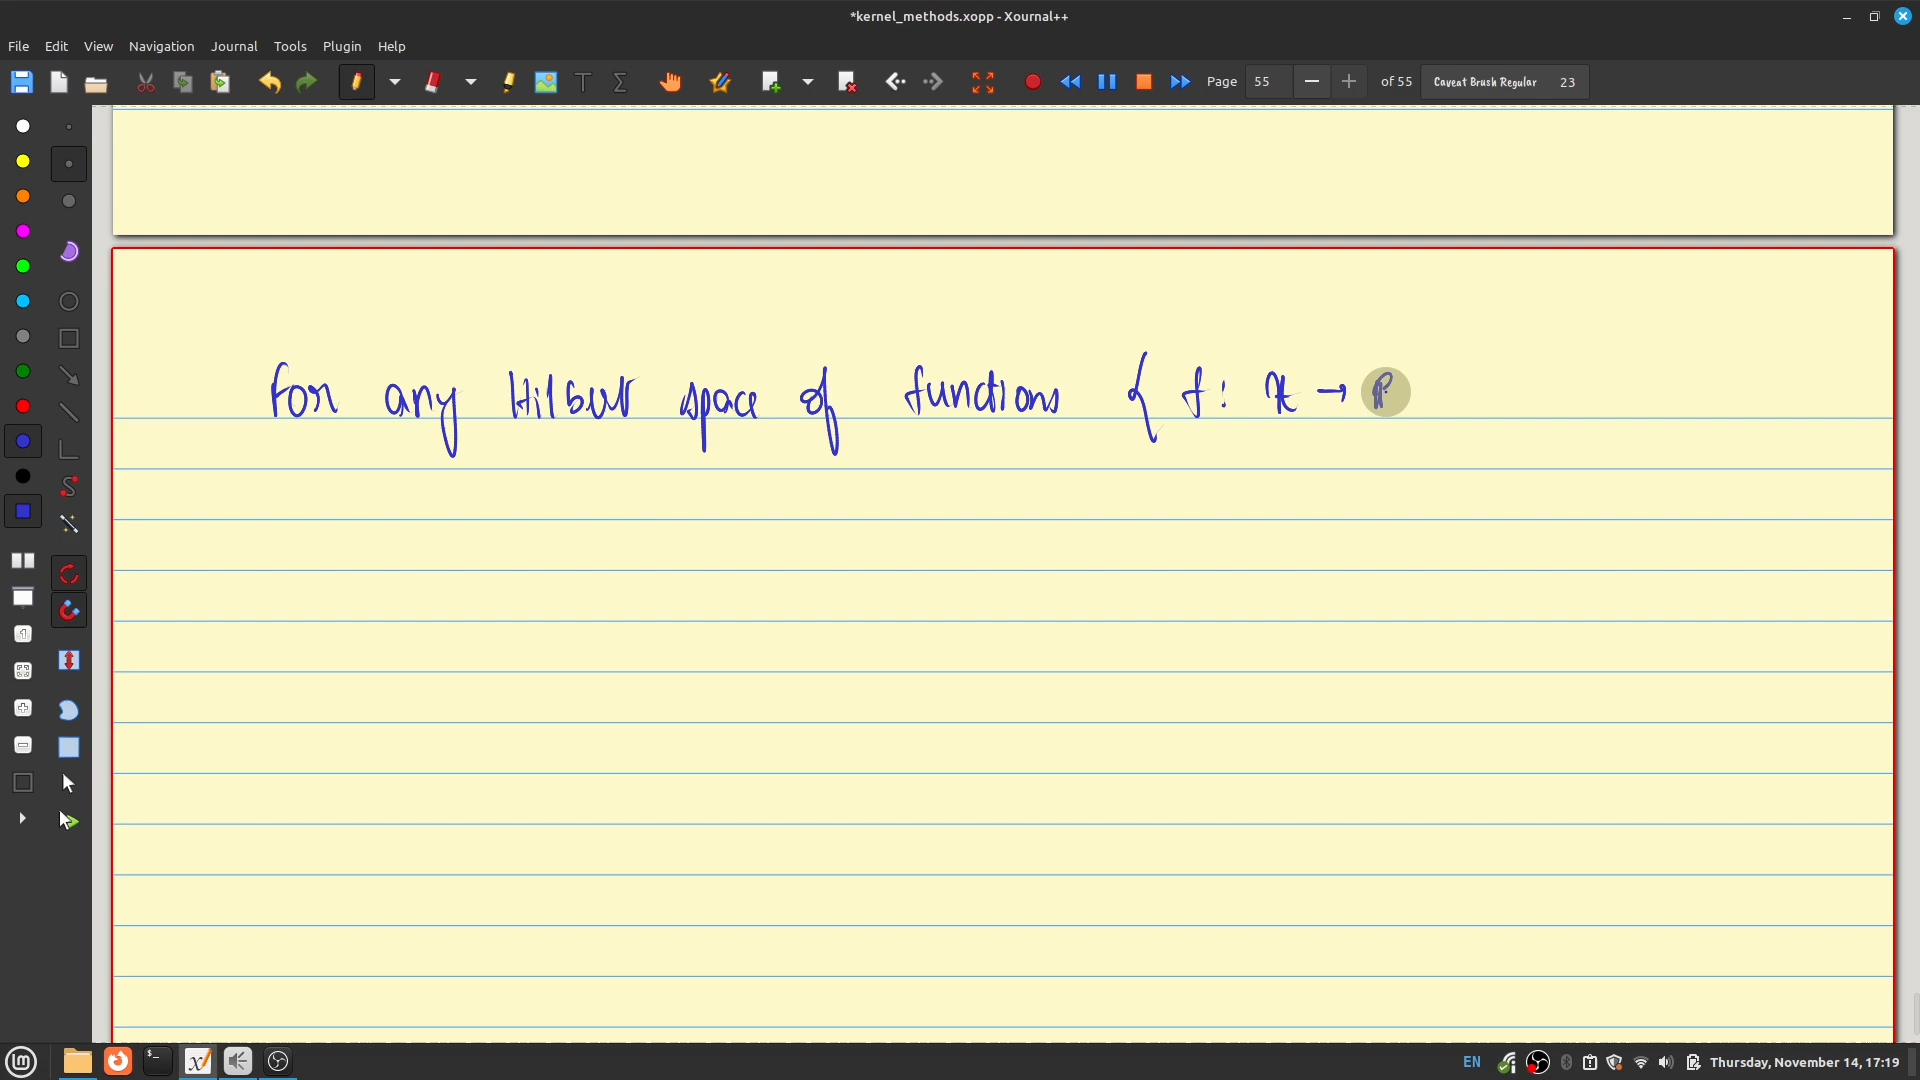 *kernel_methods.xopp - Xournal++
File Edit View Navigation Journal Tools Plugin Help
Page 55 of 55 Caveat Brush Regular 23
For any Hilbert space of functions { f : X → R
EN Thursday, November 14, 17:19